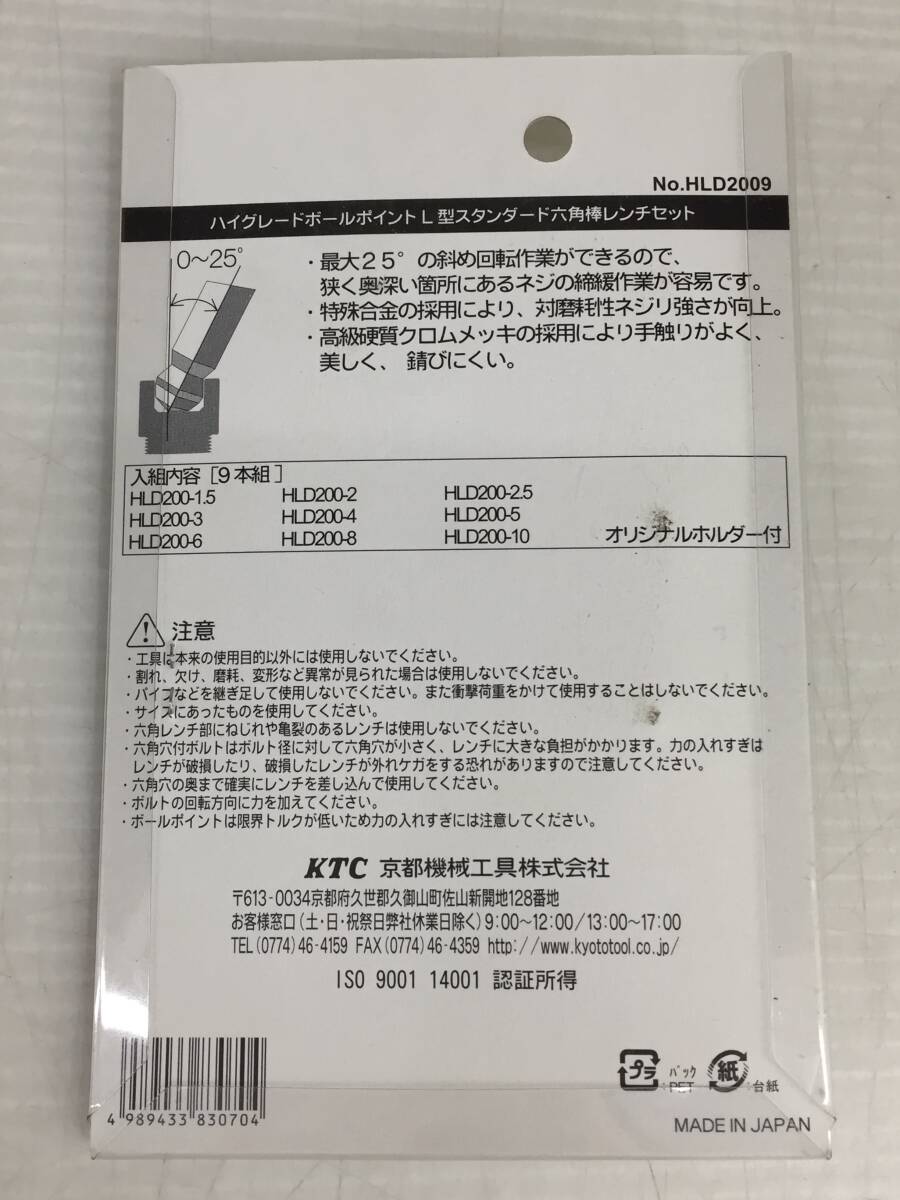 No.HLD2009
ハイグレードボールポイントL型スタンダード六角棒レンチセット
0～25°
・最大25°の斜め回転作業ができるので、
狭く奥深い箇所にあるネジの締緩作業が容易です。
・特殊合金の採用により、対磨耗性ネジリ強さが向上。
・高級硬質クロムメッキの採用により手触りがよく、
美しく、錆びにくい。
入組内容［9本組］
HLD200-1.5 HLD200-2 HLD200-2.5
HLD200-3 HLD200-4 HLD200-5
HLD200-6 HLD200-8 HLD200-10 オリジナルホルダー付
注意
・工具は本来の使用目的以外には使用しないでください。
・割れ、欠け、磨耗、変形など異常が見られた場合は使用しないでください。
・パイプなどを継ぎ足して使用しないでください。また衝撃荷重をかけて使用することはしないでください。
・サイズにあったものを使用してください。
・六角レンチ部にねじれや亀裂のあるレンチは使用しないでください。
・六角穴付ボルトはボルト径に対して六角穴が小さく、レンチに大きな負担がかかります。力の入れすぎは
レンチが破損したり、破損したレンチが外れケガをする恐れがありますので注意してください。
・六角穴の奥まで確実にレンチを差し込んで使用してください。
・ボルトの回転方向に力を加えてください。
・ボールポイントは限界トルクが低いため力の入れすぎには注意してください。
KTC 京都機械工具株式会社
〒613-0034京都府久世郡久御山町佐山新開地128番地
お客様窓口（土・日・祝祭日弊社休業日除く）9:00～12:00/13:00～17:00
TEL(0774)46-4159 FAX(0774)46-4359 http://www.kyototool.co.jp/
ISO 9001 14001 認証所得
プラ パック PET 紙 台紙
4 989433 830704
MADE IN JAPAN